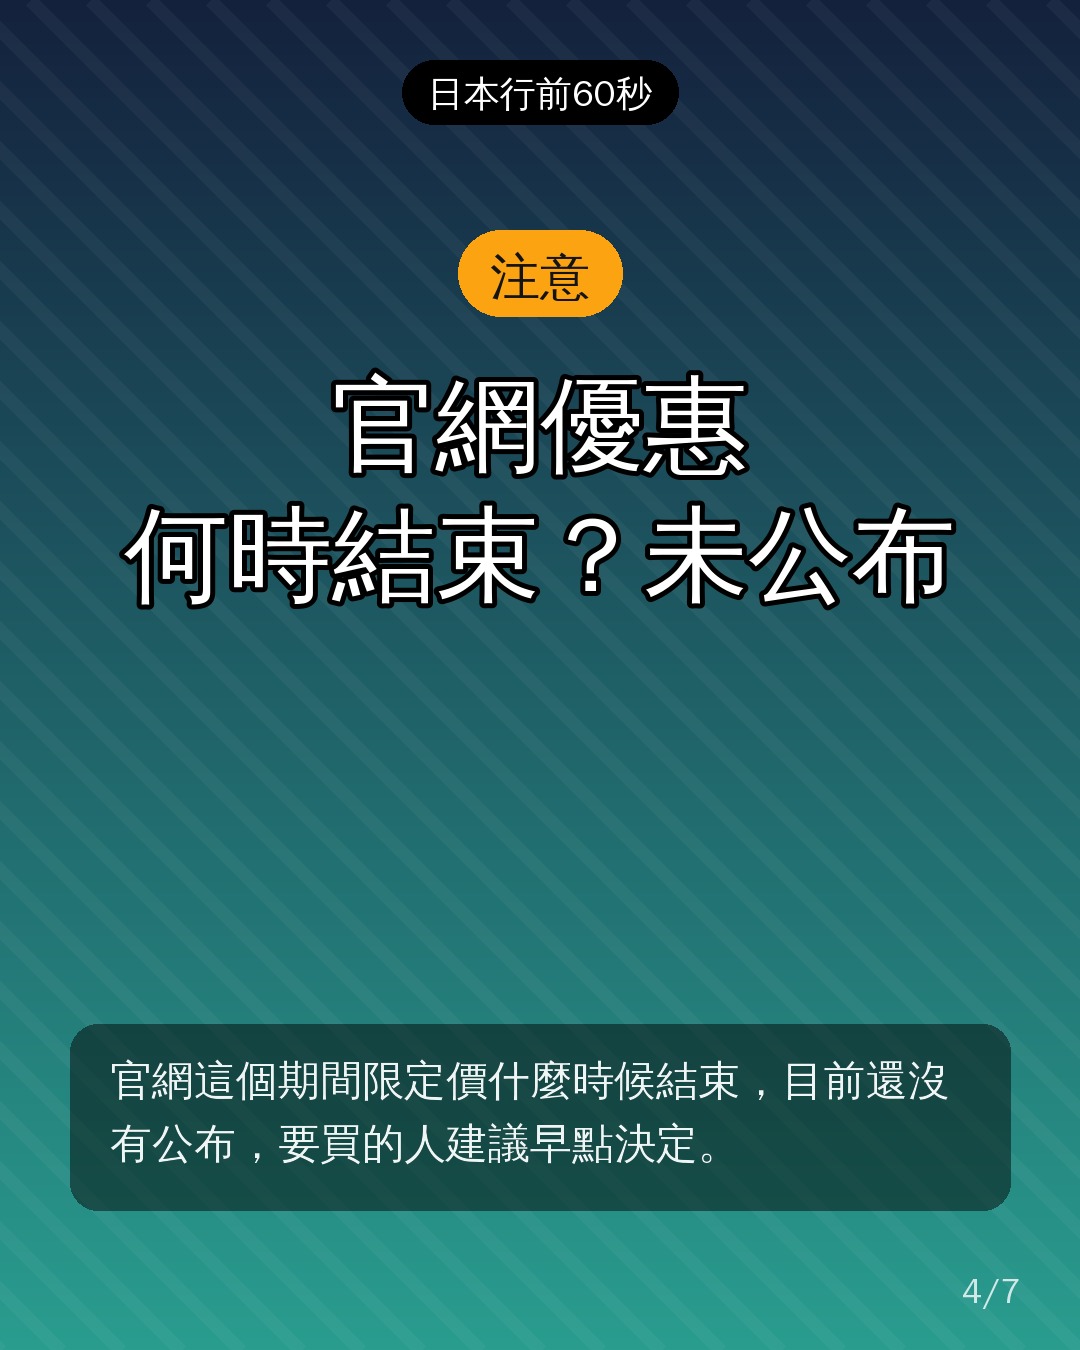 日本行前60秒
注意
官網優惠
何時結束？未公布
官網這個期間限定價什麼時候結束，目前還沒
有公布，要買的人建議早點決定。
4/7